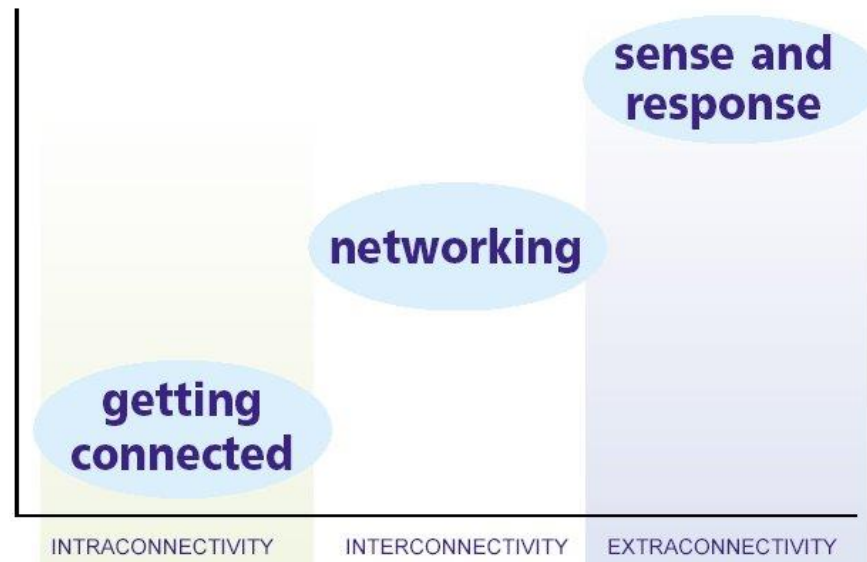 sense and
response
networking
getting
connected
INTRACONNECTIVITY
INTERCONNECTIVITY
EXTRACONNECTIVITY